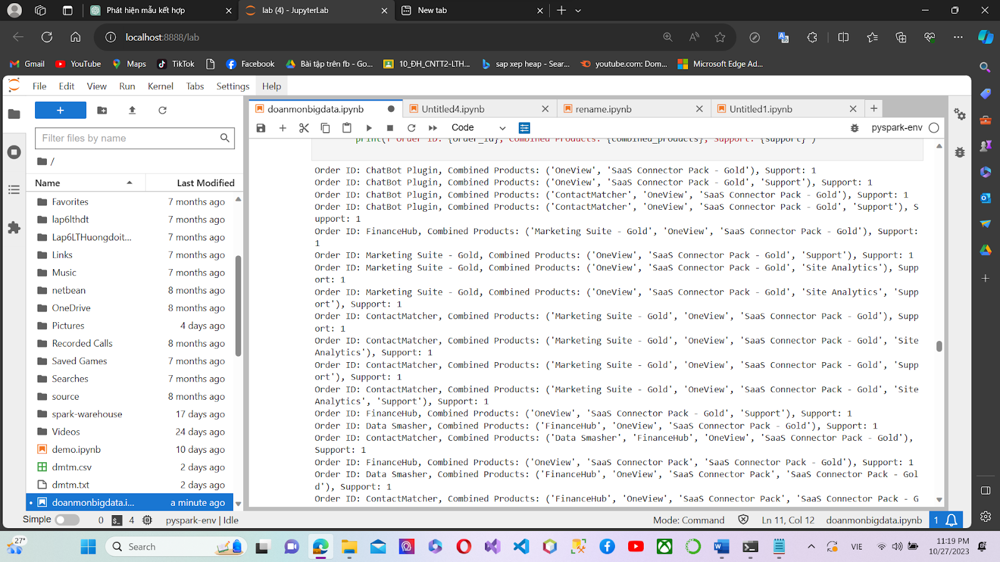 Phát hiện mẫu kết hợp
lab (4) - JupyterLab
New tab
localhost:8888/lab
Gmail
YouTube
Maps
TikTok
Facebook
Bài tập trên fb - Go...
10_ĐH_CNTT2-LTH...
sap xep heap - Sear...
youtube.com: Dom...
Microsoft Edge Ad...
File Edit View Run Kernel Tabs Settings Help
doanmonbigdata.ipynb
Untitled4.ipynb
rename.ipynb
Untitled1.ipynb
Code
pyspark-env
Filter files by name
/
Name Last Modified
Favorites 7 months ago
lap6lthdt 7 months ago
Lap6LTHuongdoit... 7 months ago
Links 7 months ago
Music 7 months ago
netbean 8 months ago
OneDrive 8 months ago
Pictures 4 days ago
Recorded Calls 8 months ago
Saved Games 7 months ago
Searches 7 months ago
source 8 months ago
spark-warehouse 17 days ago
Videos 24 days ago
demo.ipynb 10 days ago
dmtm.csv 2 days ago
dmtm.txt 2 days ago
doanmonbigdata.i... a minute ago
print(f"Order ID: {order_id}, Combined Products: {combined_products}, Support: {support}")
Order ID: ChatBot Plugin, Combined Products: ('OneView', 'SaaS Connector Pack - Gold'), Support: 1
Order ID: ChatBot Plugin, Combined Products: ('OneView', 'SaaS Connector Pack - Gold', 'Support'), Support: 1
Order ID: ChatBot Plugin, Combined Products: ('ContactMatcher', 'OneView', 'SaaS Connector Pack - Gold'), Support: 1
Order ID: ChatBot Plugin, Combined Products: ('ContactMatcher', 'OneView', 'SaaS Connector Pack - Gold', 'Support'), S
upport: 1
Order ID: FinanceHub, Combined Products: ('Marketing Suite - Gold', 'OneView', 'SaaS Connector Pack - Gold'), Support:
1
Order ID: Marketing Suite - Gold, Combined Products: ('OneView', 'SaaS Connector Pack - Gold', 'Support'), Support: 1
Order ID: Marketing Suite - Gold, Combined Products: ('OneView', 'SaaS Connector Pack - Gold', 'Site Analytics'), Supp
ort: 1
Order ID: Marketing Suite - Gold, Combined Products: ('OneView', 'SaaS Connector Pack - Gold', 'Site Analytics', 'Supp
ort'), Support: 1
Order ID: ContactMatcher, Combined Products: ('Marketing Suite - Gold', 'OneView', 'SaaS Connector Pack - Gold'), Supp
ort: 1
Order ID: ContactMatcher, Combined Products: ('Marketing Suite - Gold', 'OneView', 'SaaS Connector Pack - Gold', 'Site
Analytics'), Support: 1
Order ID: ContactMatcher, Combined Products: ('Marketing Suite - Gold', 'OneView', 'SaaS Connector Pack - Gold', 'Supp
ort'), Support: 1
Order ID: ContactMatcher, Combined Products: ('Marketing Suite - Gold', 'OneView', 'SaaS Connector Pack - Gold', 'Site
Analytics', 'Support'), Support: 1
Order ID: FinanceHub, Combined Products: ('OneView', 'SaaS Connector Pack - Gold', 'Support'), Support: 1
Order ID: Data Smasher, Combined Products: ('FinanceHub', 'OneView', 'SaaS Connector Pack - Gold'), Support: 1
Order ID: ContactMatcher, Combined Products: ('Data Smasher', 'FinanceHub', 'OneView', 'SaaS Connector Pack - Gold'),
Support: 1
Order ID: FinanceHub, Combined Products: ('OneView', 'SaaS Connector Pack', 'SaaS Connector Pack - Gold'), Support: 1
Order ID: Data Smasher, Combined Products: ('FinanceHub', 'OneView', 'SaaS Connector Pack', 'SaaS Connector Pack - Gol
d'), Support: 1
Order ID: ContactMatcher, Combined Products: ('FinanceHub', 'OneView', 'SaaS Connector Pack', 'SaaS Connector Pack - G
Simple 0 4 pyspark-env | Idle
Mode: Command Ln 11, Col 12 doanmonbigdata.ipynb 1
27°
Search
VIE
11:19 PM
10/27/2023